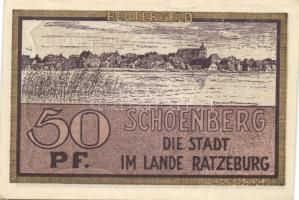 REUTERGELD
50
PF.
SCHOENBERG
DIE STADT
IM LANDE RATZEBURG